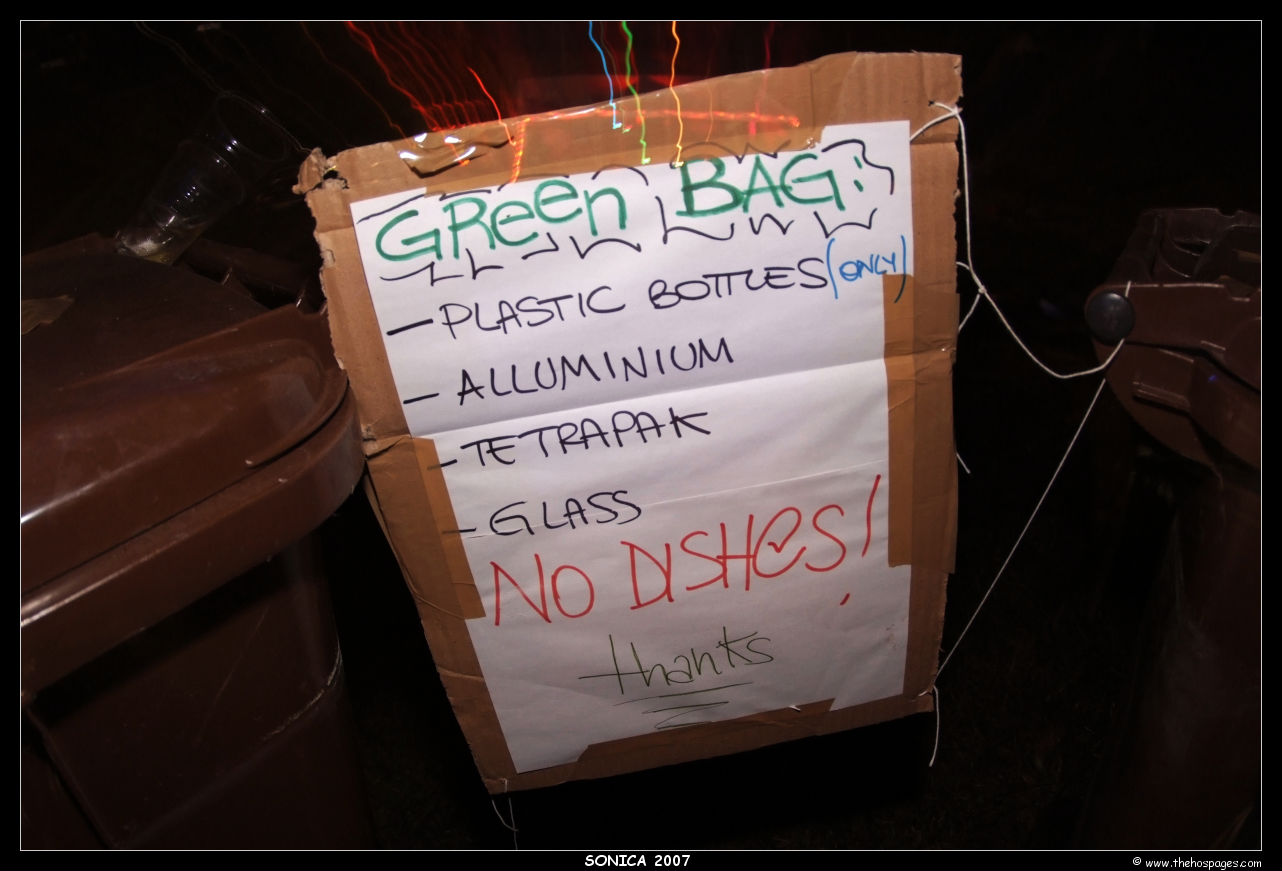 GReen BAG:
- PLASTIC BOTTLES (ONLY)
- ALLUMINIUM
- TETRAPAK
- GLASS
NO DISHeS!
thanks
SONICA 2007
© www.thehospages.com